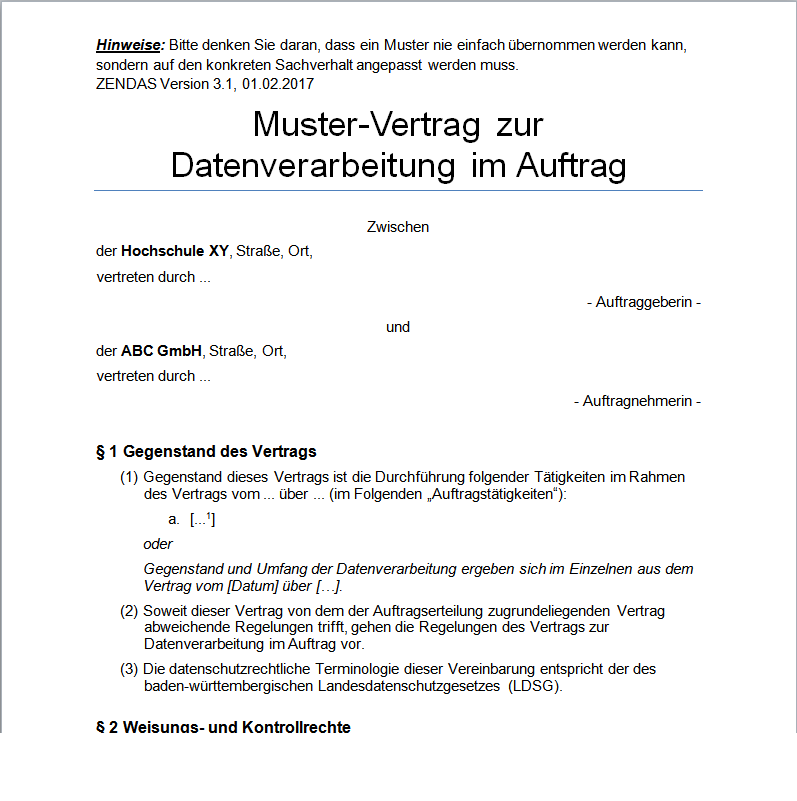 Hinweise: Bitte denken Sie daran, dass ein Muster nie einfach übernommen werden kann,
sondern auf den konkreten Sachverhalt angepasst werden muss.
ZENDAS Version 3.1, 01.02.2017
Muster-Vertrag zur
Datenverarbeitung im Auftrag
Zwischen
der Hochschule XY, Straße, Ort,
vertreten durch ...
- Auftraggeberin -
und
der ABC GmbH, Straße, Ort,
vertreten durch ...
- Auftragnehmerin -
§ 1 Gegenstand des Vertrags
(1) Gegenstand dieses Vertrags ist die Durchführung folgender Tätigkeiten im Rahmen
des Vertrags vom ... über ... (im Folgenden „Auftragstätigkeiten“):
a. [...¹]
oder
Gegenstand und Umfang der Datenverarbeitung ergeben sich im Einzelnen aus dem
Vertrag vom [Datum] über […].
(2) Soweit dieser Vertrag von dem der Auftragserteilung zugrundeliegenden Vertrag
abweichende Regelungen trifft, gehen die Regelungen des Vertrags zur
Datenverarbeitung im Auftrag vor.
(3) Die datenschutzrechtliche Terminologie dieser Vereinbarung entspricht der des
baden-württembergischen Landesdatenschutzgesetzes (LDSG).
§ 2 Weisungs- und Kontrollrechte